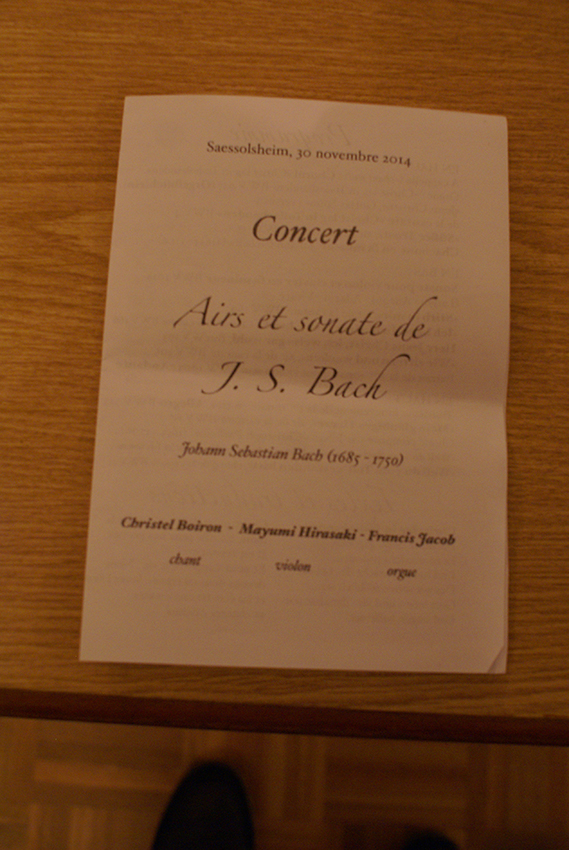 Saessolsheim, 30 novembre 2014
Concert
Airs et sonate de
J. S. Bach
Johann Sebastian Bach (1685 - 1750)
Christel Boiron - Mayumi Hirasaki - Francis Jacob
chant violon orgue